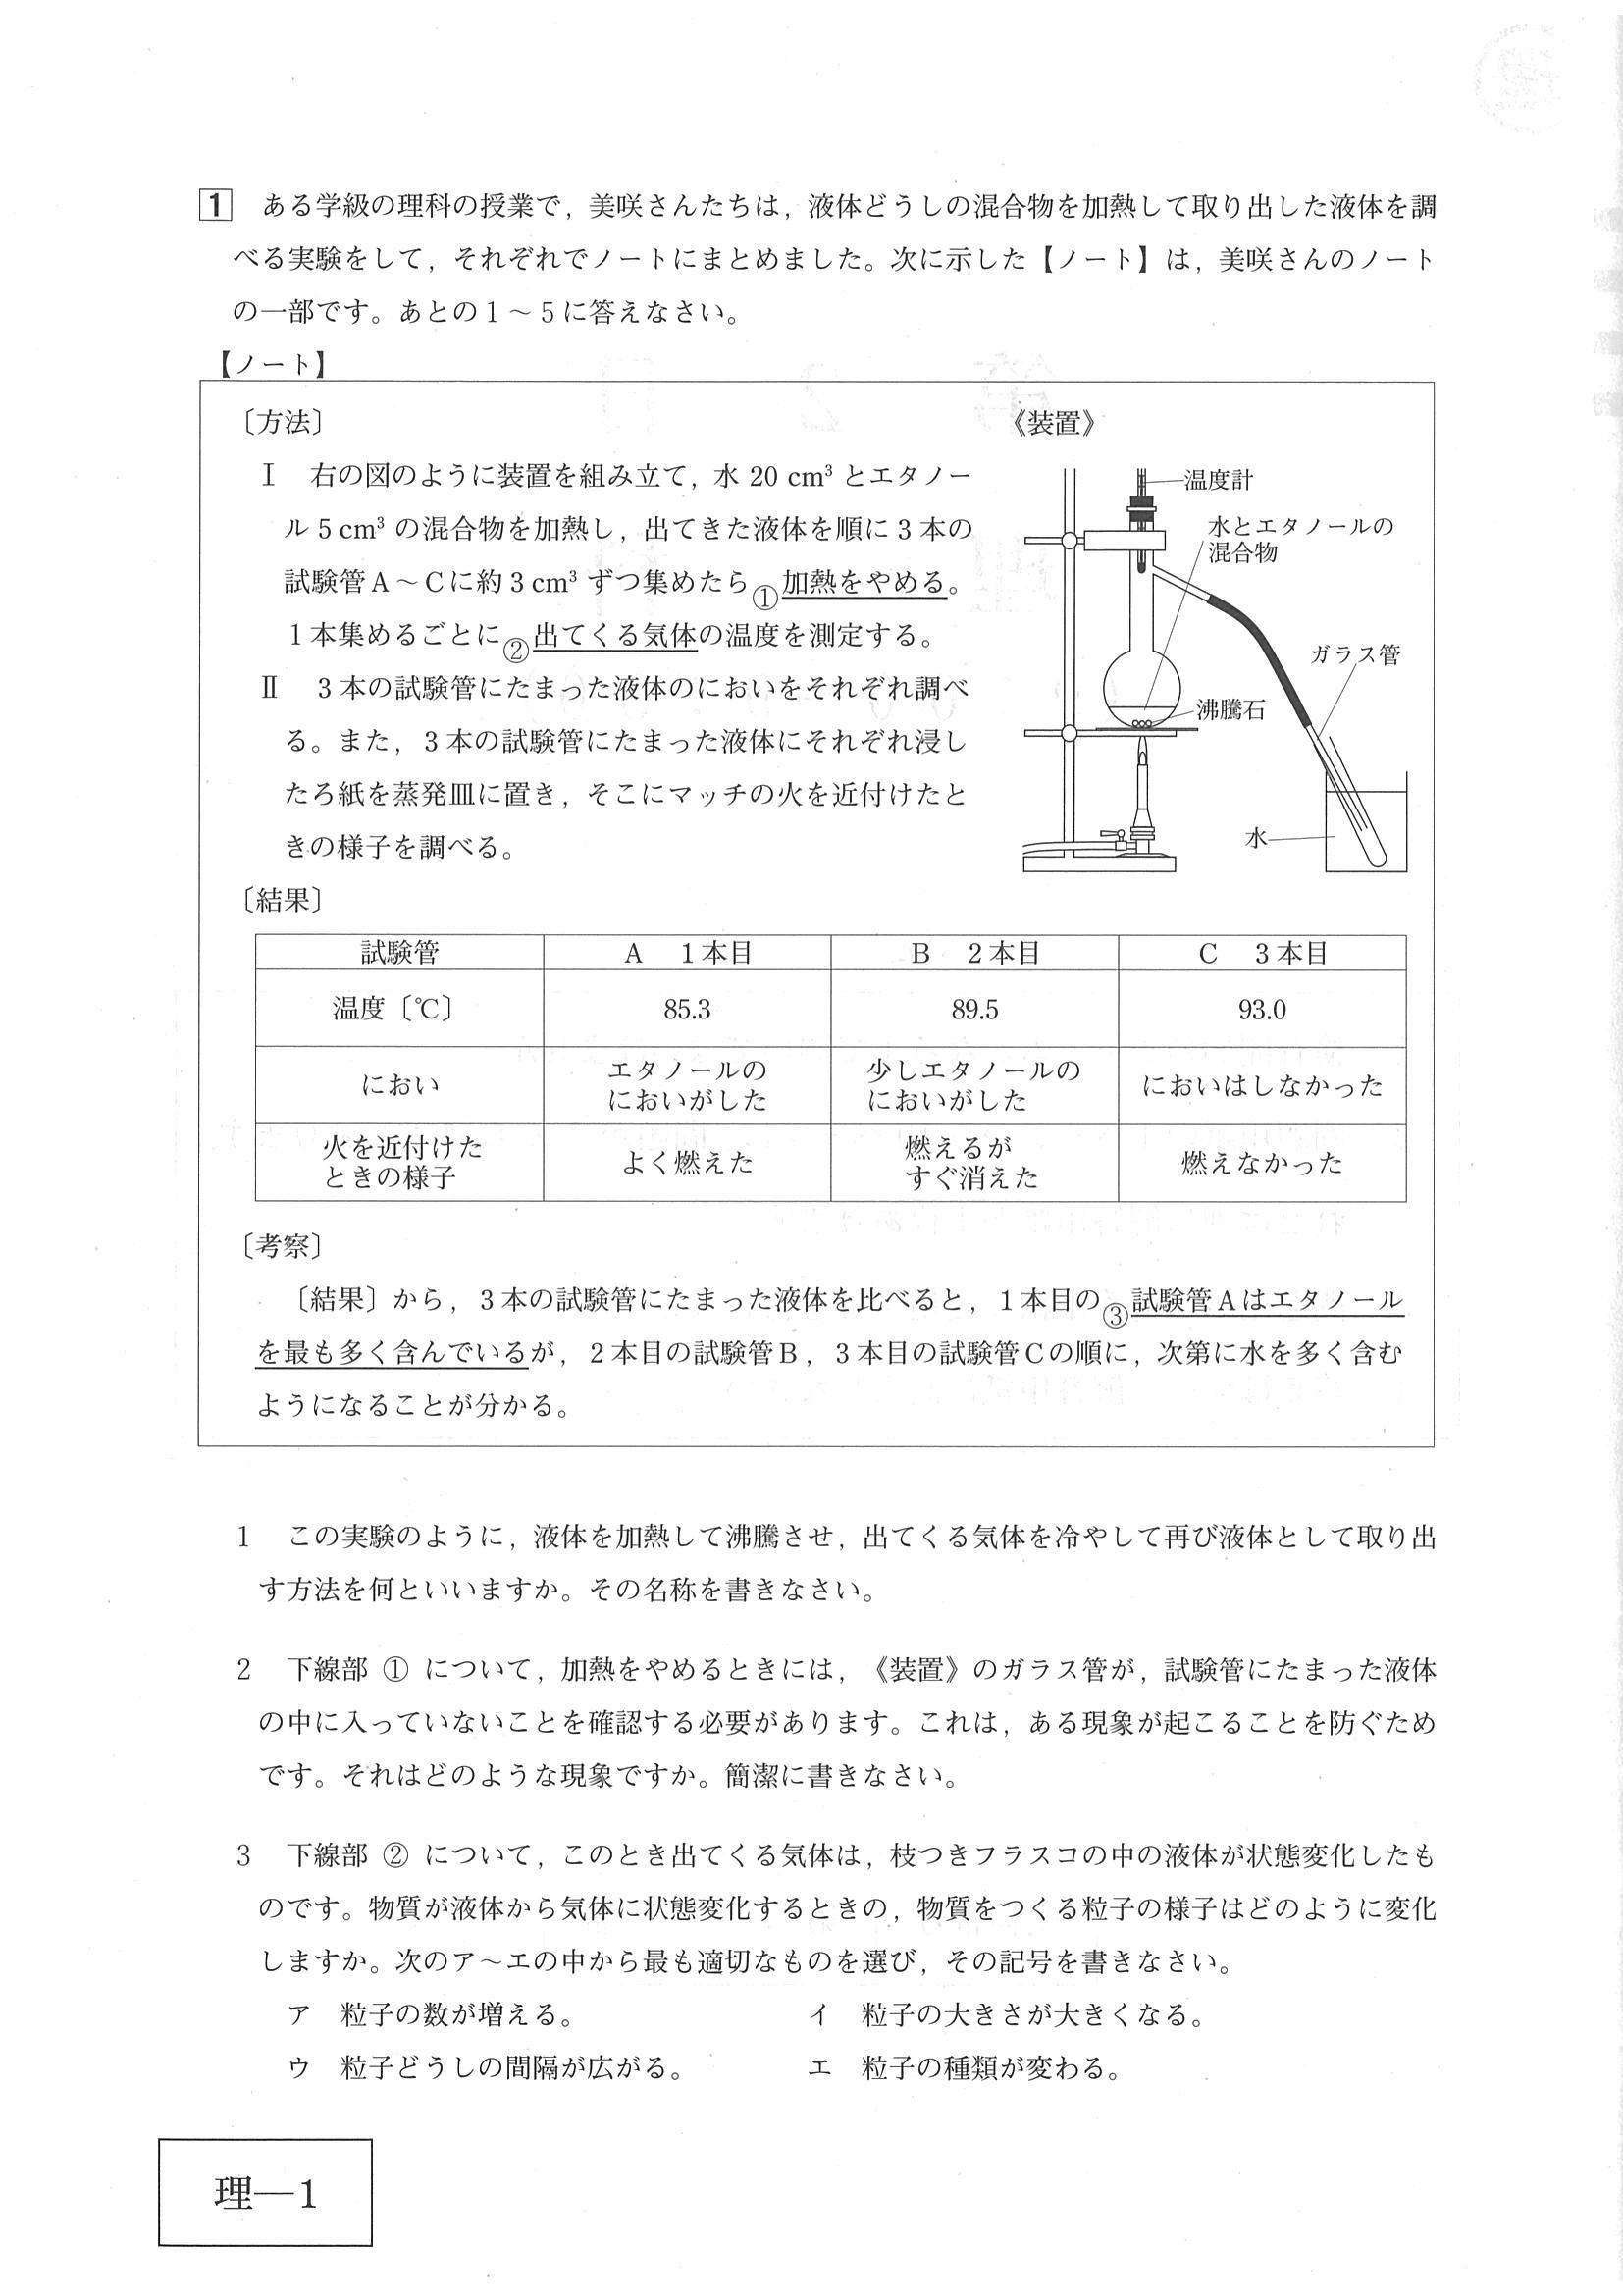 1 ある学級の理科の授業で，美咲さんたちは，液体どうしの混合物を加熱して取り出した液体を調
べる実験をして，それぞれでノートにまとめました。次に示した【ノート】は，美咲さんのノート
の一部です。あとの１～５に答えなさい。
【ノート】
〔方法〕
Ⅰ 右の図のように装置を組み立て，水 20 cm³ とエタノー
ル 5 cm³ の混合物を加熱し，出てきた液体を順に３本の
試験管Ａ～Ｃに約 3 cm³ ずつ集めたら①加熱をやめる。
１本集めるごとに②出てくる気体の温度を測定する。
Ⅱ ３本の試験管にたまった液体のにおいをそれぞれ調べ
る。また，３本の試験管にたまった液体にそれぞれ浸し
たろ紙を蒸発皿に置き，そこにマッチの火を近付けたと
きの様子を調べる。
《装置》
温度計
水とエタノールの
混合物
ガラス管
沸騰石
水
〔結果〕
試験管 Ａ １本目 Ｂ ２本目 Ｃ ３本目
温度〔℃〕 85.3 89.5 93.0
におい エタノールの
においがした 少しエタノールの
においがした においはしなかった
火を近付けた
ときの様子 よく燃えた 燃えるが
すぐ消えた 燃えなかった
〔考察〕
〔結果〕から，３本の試験管にたまった液体を比べると，１本目の③試験管Ａはエタノール
を最も多く含んでいるが，２本目の試験管Ｂ，３本目の試験管Ｃの順に，次第に水を多く含む
ようになることが分かる。
１ この実験のように，液体を加熱して沸騰させ，出てくる気体を冷やして再び液体として取り出
す方法を何といいますか。その名称を書きなさい。
２ 下線部 ① について，加熱をやめるときには，《装置》のガラス管が，試験管にたまった液体
の中に入っていないことを確認する必要があります。これは，ある現象が起こることを防ぐため
です。それはどのような現象ですか。簡潔に書きなさい。
３ 下線部 ② について，このとき出てくる気体は，枝つきフラスコの中の液体が状態変化したも
のです。物質が液体から気体に状態変化するときの，物質をつくる粒子の様子はどのように変化
しますか。次のア～エの中から最も適切なものを選び，その記号を書きなさい。
ア 粒子の数が増える。 イ 粒子の大きさが大きくなる。
ウ 粒子どうしの間隔が広がる。 エ 粒子の種類が変わる。
理―1